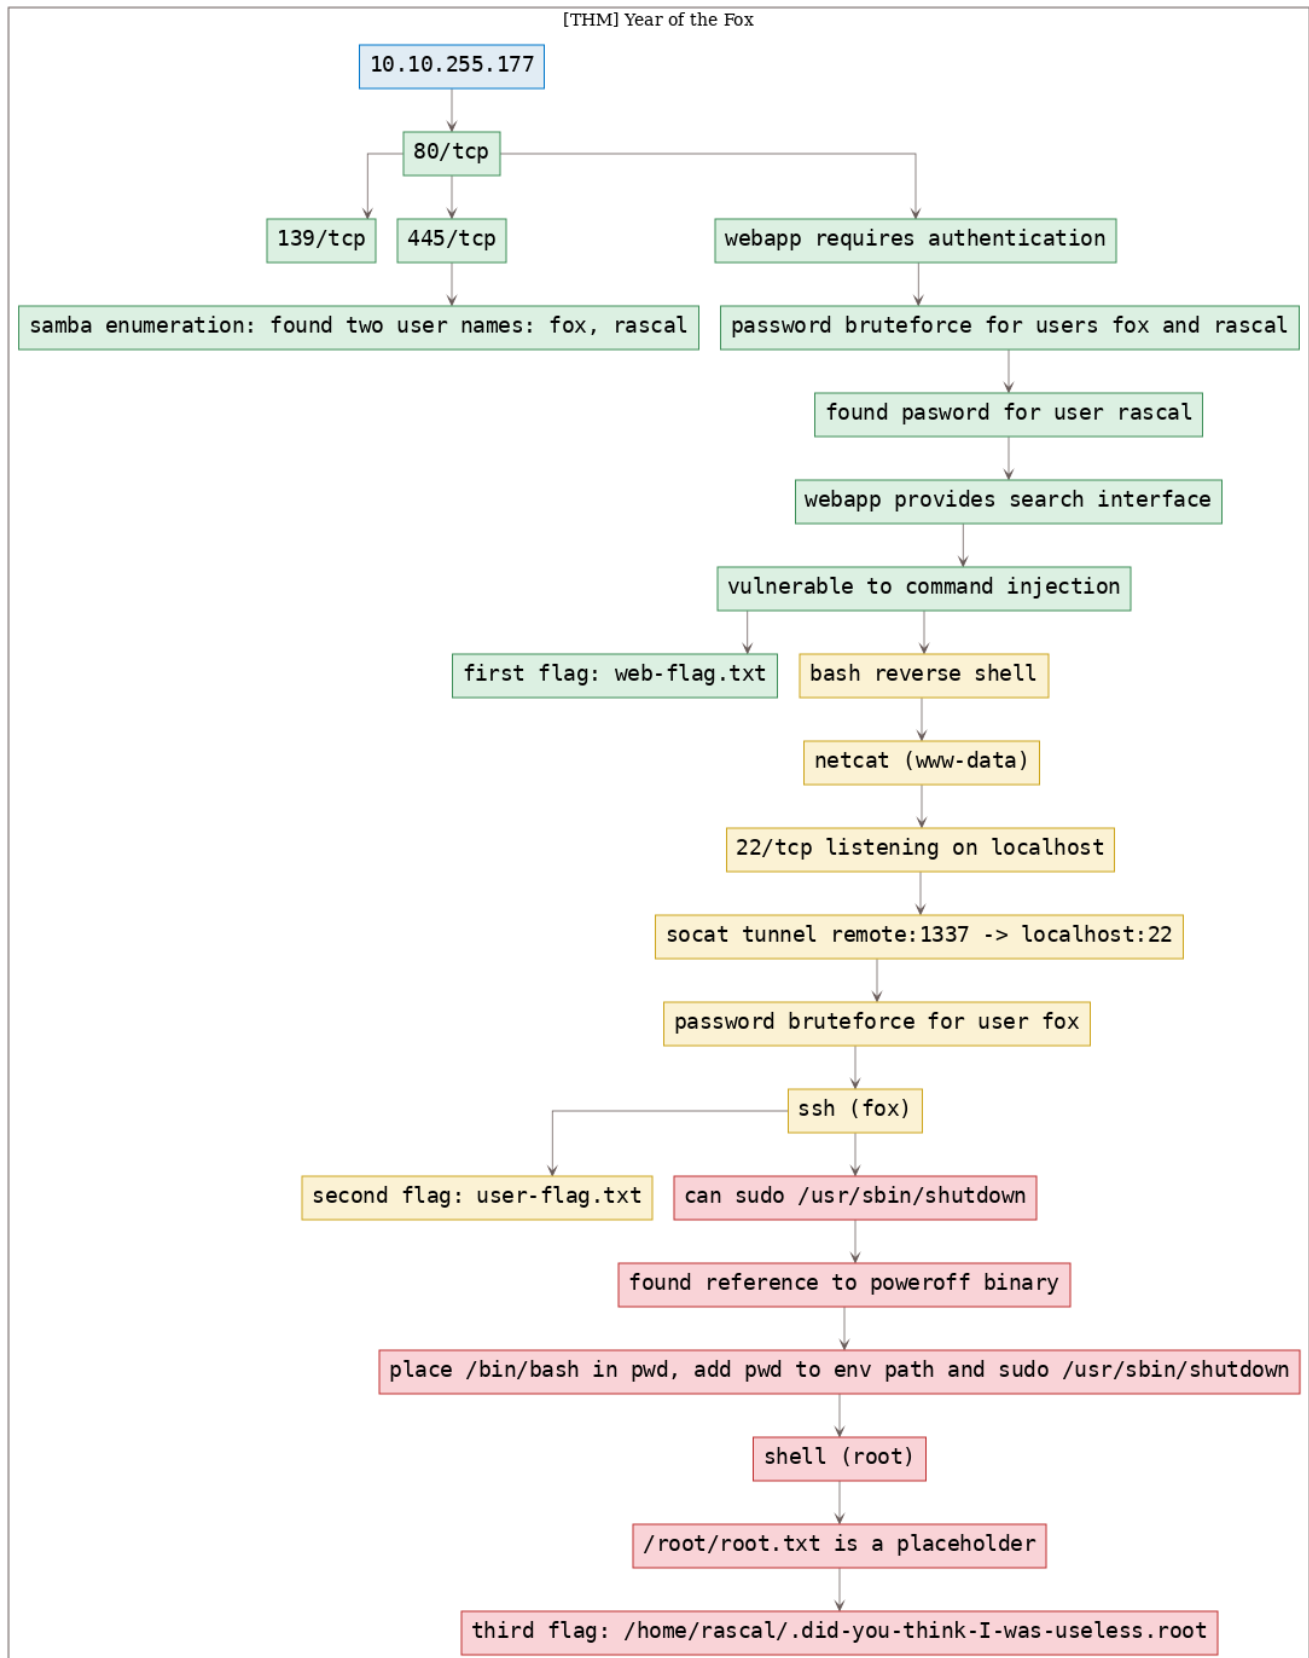 [THM] Year of the Fox
10.10.255.177
80/tcp
139/tcp
445/tcp
webapp requires authentication
samba enumeration: found two user names: fox, rascal
password bruteforce for users fox and rascal
found pasword for user rascal
webapp provides search interface
vulnerable to command injection
first flag: web-flag.txt
bash reverse shell
netcat (www-data)
22/tcp listening on localhost
socat tunnel remote:1337 -> localhost:22
password bruteforce for user fox
ssh (fox)
second flag: user-flag.txt
can sudo /usr/sbin/shutdown
found reference to poweroff binary
place /bin/bash in pwd, add pwd to env path and sudo /usr/sbin/shutdown
shell (root)
/root/root.txt is a placeholder
third flag: /home/rascal/.did-you-think-I-was-useless.root